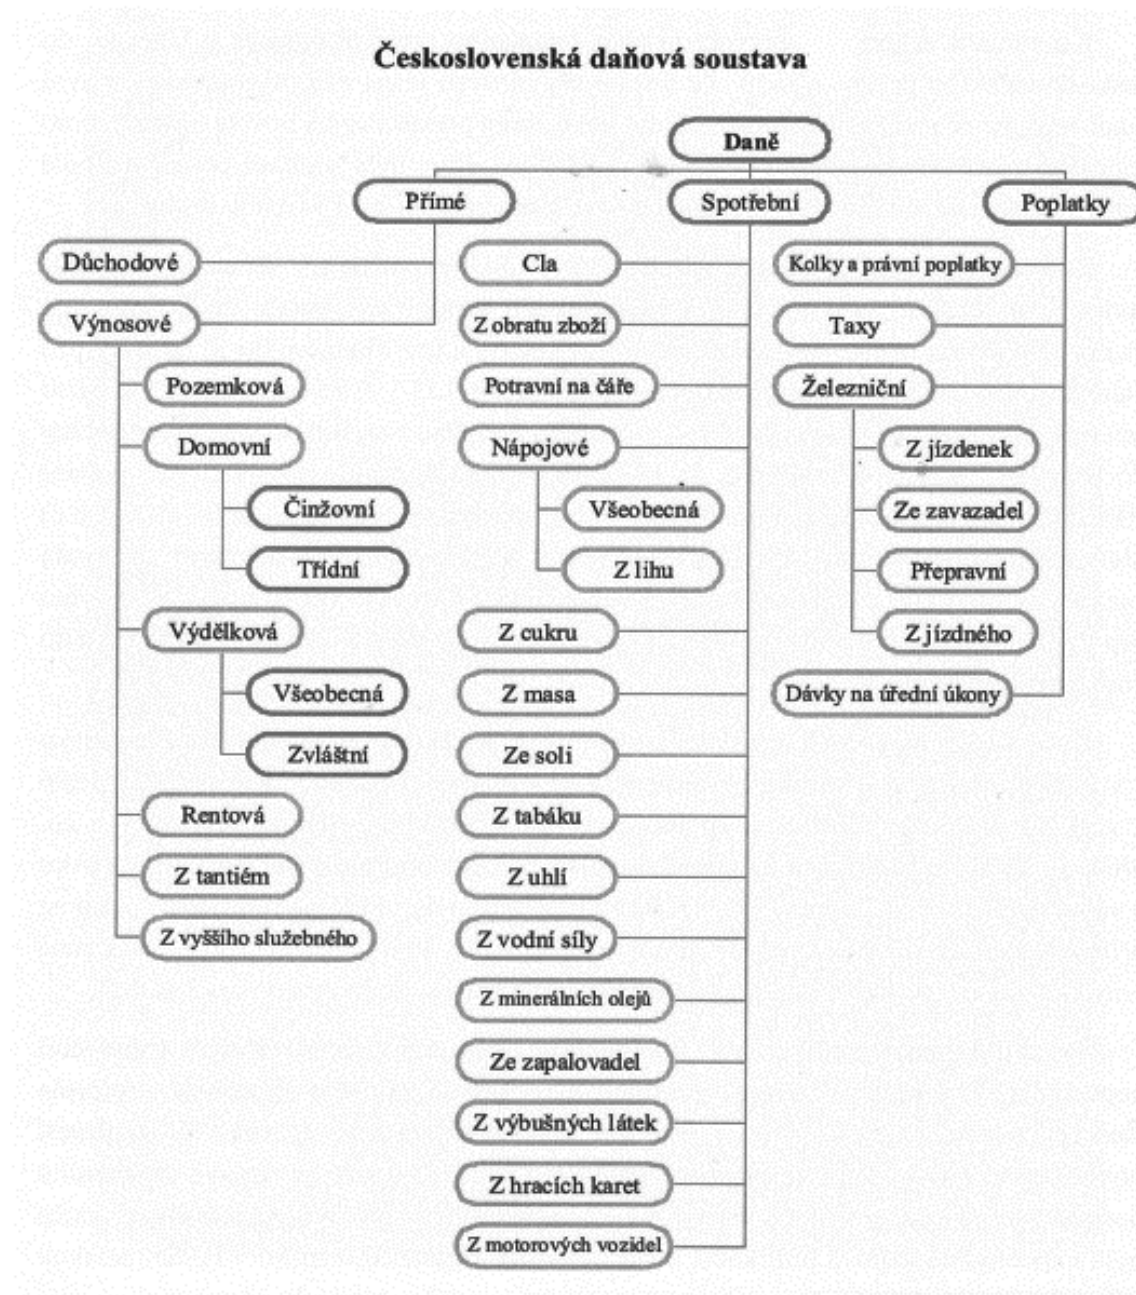 Československá daňová soustava
Daně
Přímé
Spotřební
Poplatky
Důchodové
Výnosové
Pozemková
Domovní
Činžovní
Třídní
Výdělková
Všeobecná
Zvláštní
Rentová
Z tantiém
Z vyššího služebného
Cla
Z obratu zboží
Potravní na čáře
Nápojové
Všeobecná
Z lihu
Z cukru
Z masa
Ze soli
Z tabáku
Z uhlí
Z vodní síly
Z minerálních olejů
Ze zapalovadel
Z výbušných látek
Z hracích karet
Z motorových vozidel
Kolky a právní poplatky
Taxy
Železniční
Z jízdenek
Ze zavazadel
Přepravní
Z jízdného
Dávky na úřední úkony